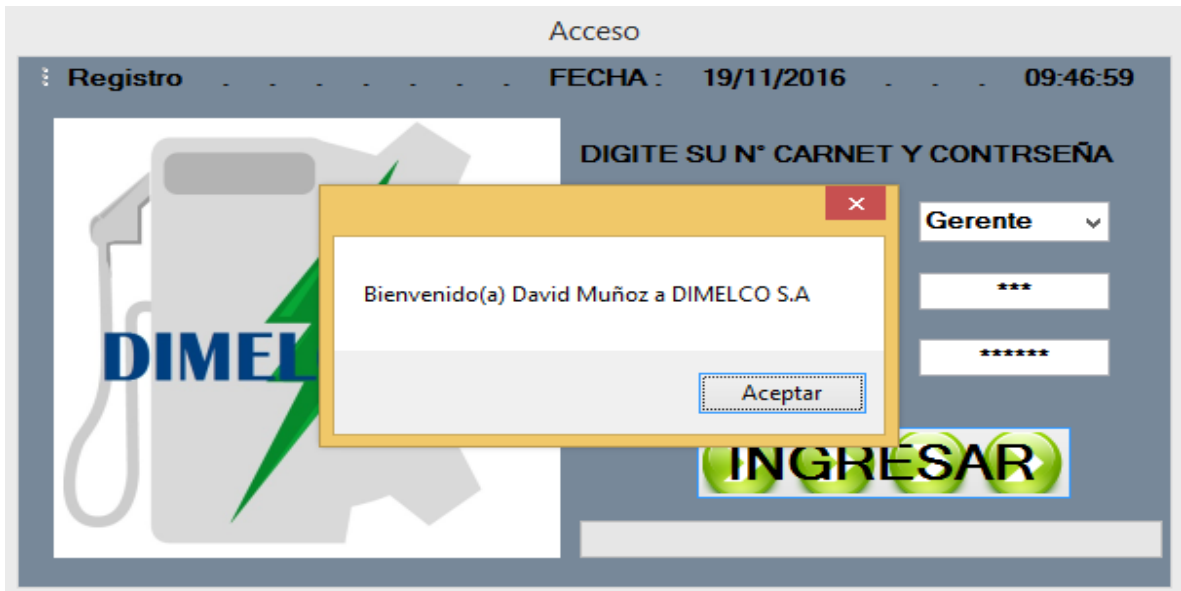 Acceso
Registro . . . . . . . FECHA : 19/11/2016 . . . 09:46:59
DIGITE SU N° CARNET Y CONTRSEÑA
Gerente
Bienvenido(a) David Muñoz a DIMELCO S.A
***
DIMEL
******
Aceptar
INGRESAR